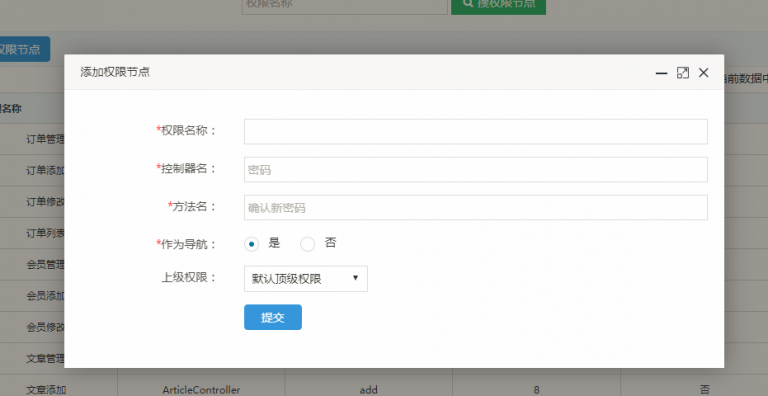 权限名称
搜权限节点
权限节点
添加权限节点
当前数据中
限名称
*权限名称：
订单管理
订单添加
*控制器名： 密码
订单修改
*方法名： 确认新密码
订单列表
*作为导航： 是 否
会员管理
上级权限： 默认顶级权限
会员添加
提交
会员修改
文章管理
文章添加 ArticleController add 8 否